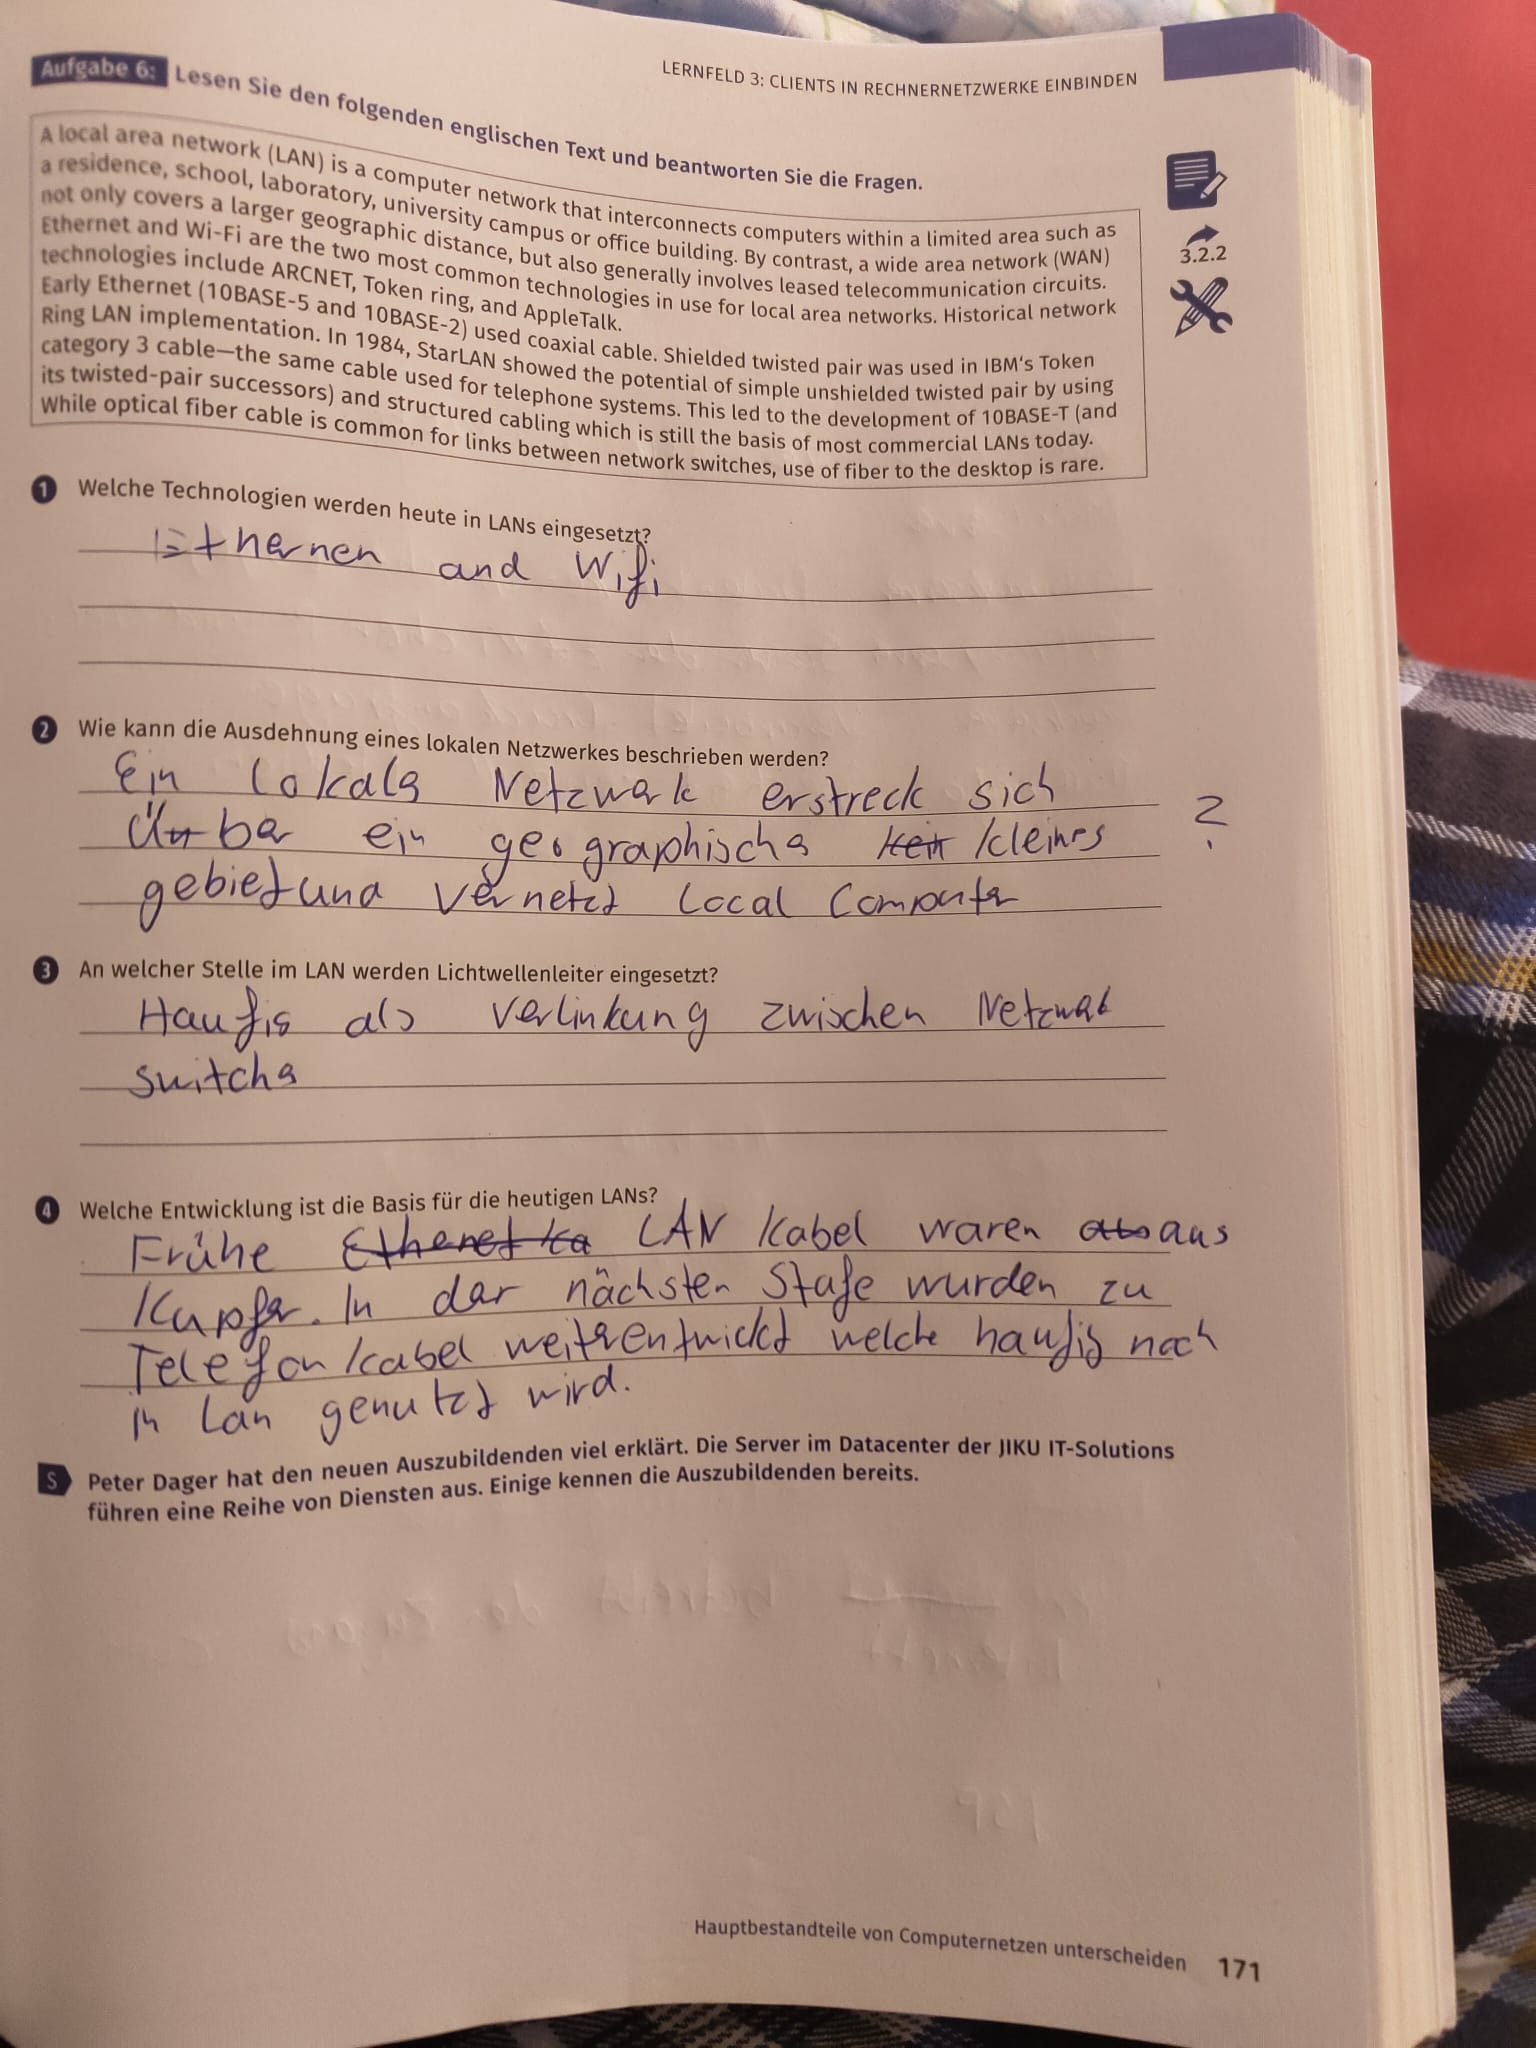 LERNFELD 3: CLIENTS IN RECHNERNETZWERKE EINBINDEN
Aufgabe 6: Lesen Sie den folgenden englischen Text und beantworten Sie die Fragen.
A local area network (LAN) is a computer network that interconnects computers within a limited area such as
a residence, school, laboratory, university campus or office building. By contrast, a wide area network (WAN)
not only covers a larger geographic distance, but also generally involves leased telecommunication circuits.
Ethernet and Wi-Fi are the two most common technologies in use for local area networks. Historical network
technologies include ARCNET, Token ring, and AppleTalk.
Early Ethernet (10BASE-5 and 10BASE-2) used coaxial cable. Shielded twisted pair was used in IBM's Token
Ring LAN implementation. In 1984, StarLAN showed the potential of simple unshielded twisted pair by using
category 3 cable—the same cable used for telephone systems. This led to the development of 10BASE-T (and
its twisted-pair successors) and structured cabling which is still the basis of most commercial LANs today.
While optical fiber cable is common for links between network switches, use of fiber to the desktop is rare.
3.2.2
1 Welche Technologien werden heute in LANs eingesetzt?
Ethernen and Wifi
2 Wie kann die Ausdehnung eines lokalen Netzwerkes beschrieben werden?
Ein lokales Netzwerk erstreck sich
über ein geographisches kleines ?
gebiet und vernetzt Local Computer
3 An welcher Stelle im LAN werden Lichtwellenleiter eingesetzt?
Haufig als Verlinkung zwischen Netzwerk
switches
4 Welche Entwicklung ist die Basis für die heutigen LANs?
Frühe LAN Kabel waren aus
Kupfer. In der nächsten Stufe wurden zu
Telefonkabel weiterentwickt welche haufig noch
in Lan genutzt wird.
S Peter Dager hat den neuen Auszubildenden viel erklärt. Die Server im Datacenter der JIKU IT-Solutions
führen eine Reihe von Diensten aus. Einige kennen die Auszubildenden bereits.
Hauptbestandteile von Computernetzen unterscheiden 171